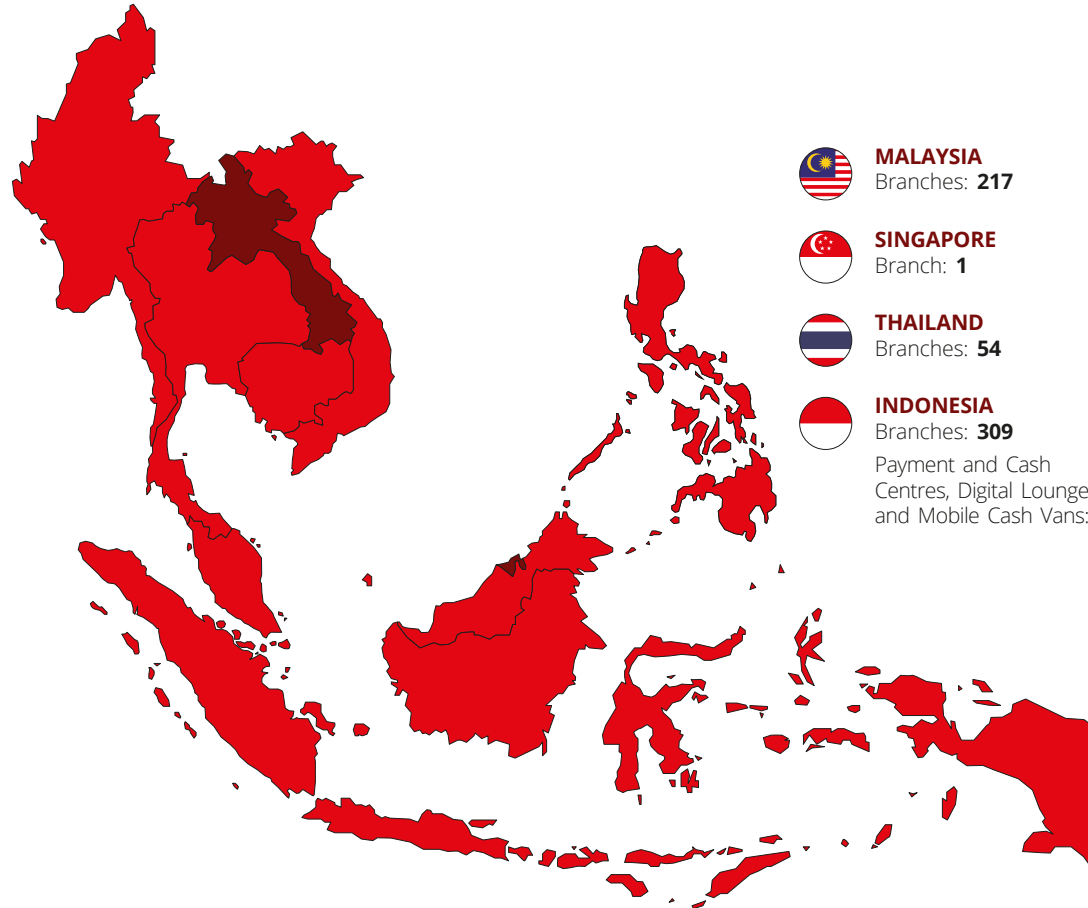 MALAYSIA
Branches: 217
SINGAPORE
Branch: 1
THAILAND
Branches: 54
INDONESIA
Branches: 309
Payment and Cash
Centres, Digital Lounge
and Mobile Cash Vans: